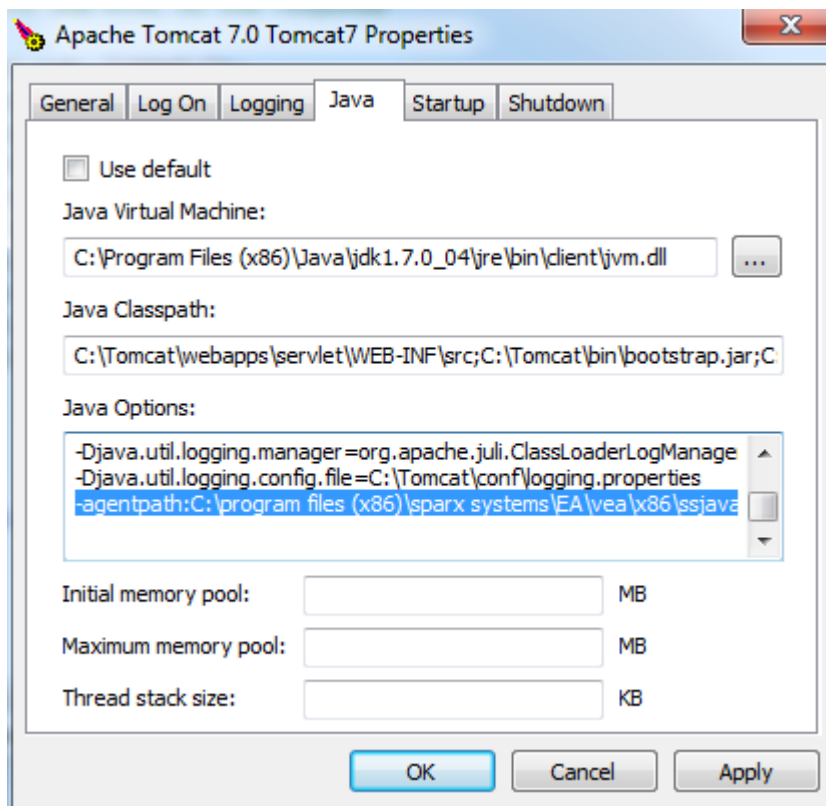 Apache Tomcat 7.0 Tomcat7 Properties
General Log On Logging Java Startup Shutdown
Use default
Java Virtual Machine:
C:\Program Files (x86)\Java\jdk1.7.0_04\jre\bin\client\jvm.dll ...
Java Classpath:
C:\Tomcat\webapps\servlet\WEB-INF\src;C:\Tomcat\bin\bootstrap.jar;C:
Java Options:
-Djava.util.logging.manager=org.apache.juli.ClassLoaderLogManage
-Djava.util.logging.config.file=C:\Tomcat\conf\logging.properties
-agentpath:C:\program files (x86)\sparx systems\EA\vea\x86\ssjava
Initial memory pool: MB
Maximum memory pool: MB
Thread stack size: KB
OK Cancel Apply